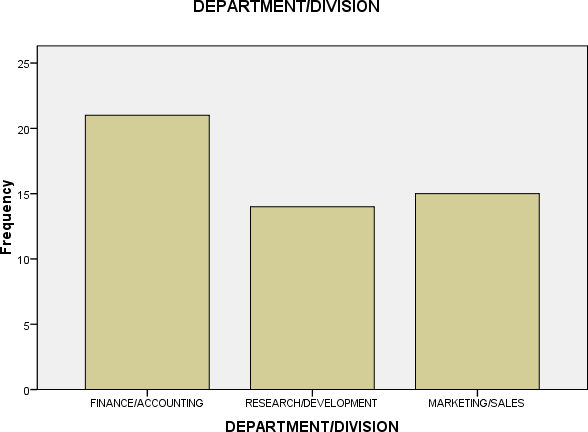 DEPARTMENT/DIVISION
25
20
15
10
5
0
Frequency
FINANCE/ACCOUNTING RESEARCH/DEVELOPMENT MARKETING/SALES
DEPARTMENT/DIVISION